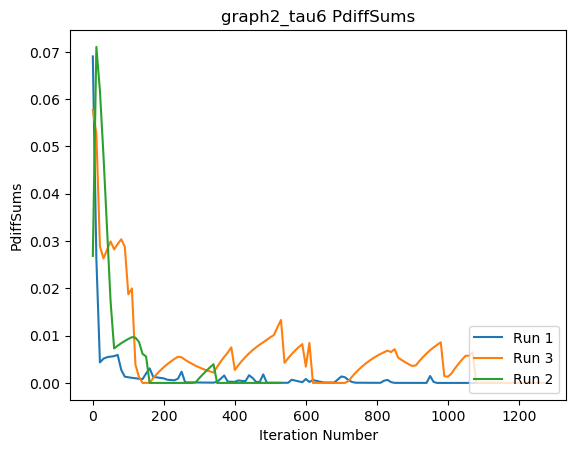 graph2_tau6 PdiffSums
PdiffSums
0.07
0.06
0.05
0.04
0.03
0.02
0.01
0.00
0 200 400 600 800 1000 1200
Iteration Number
Run 1
Run 3
Run 2